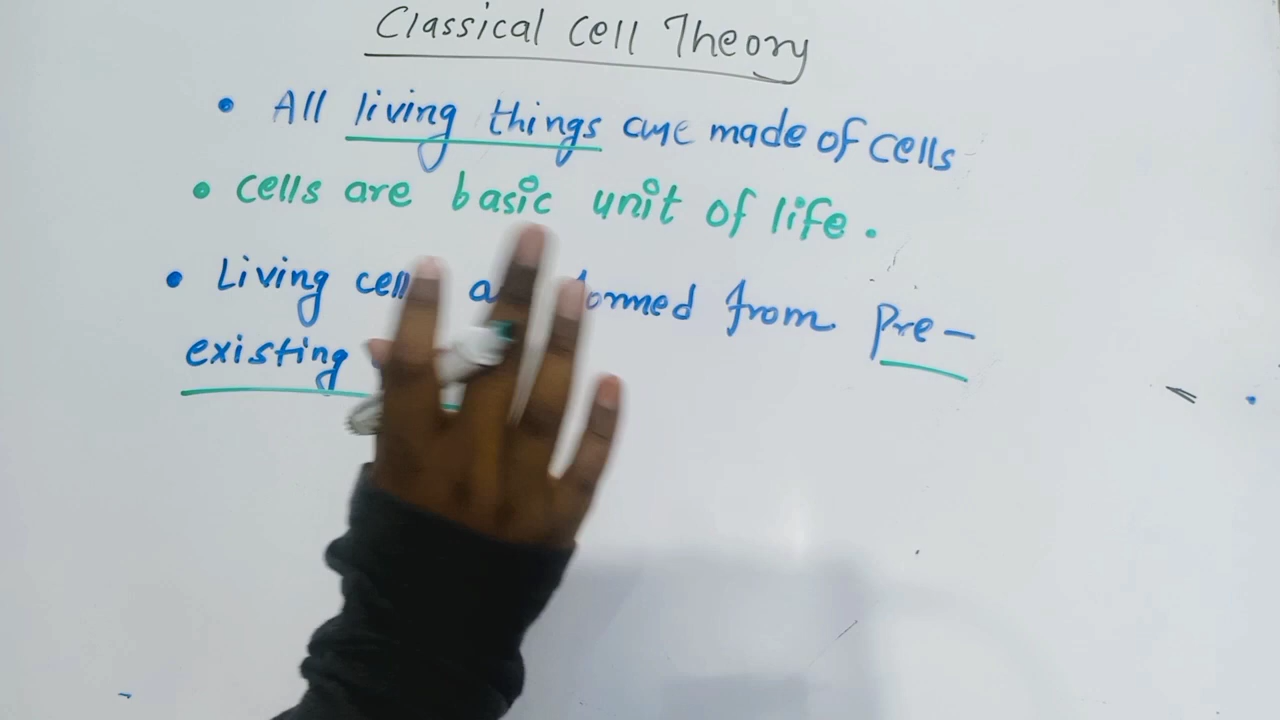 Classical Cell Theory
• All living things are made of cells
• Cells are basic unit of life.
• Living formed from Pre-
existing